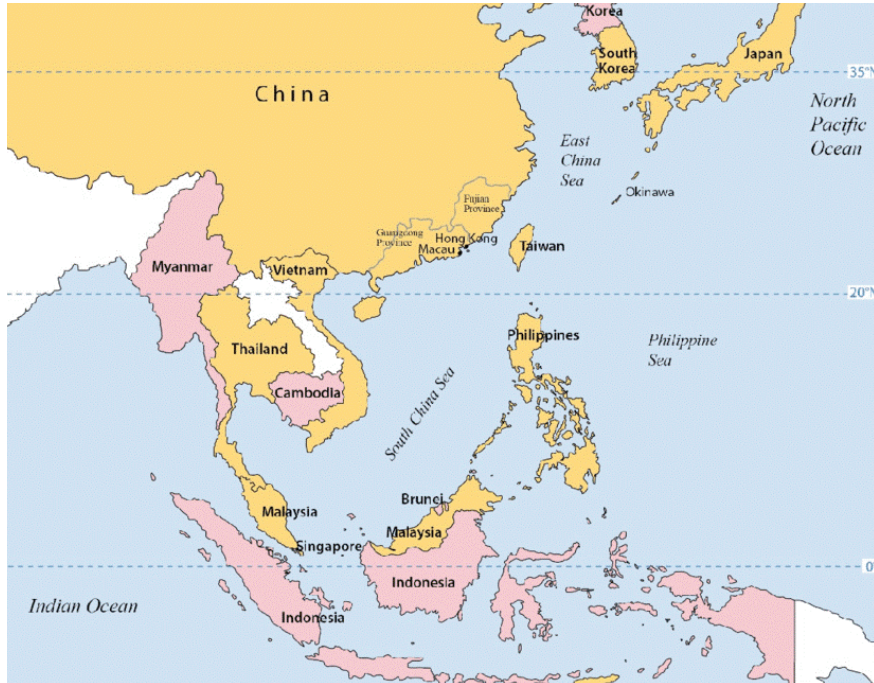 Korea
South
Korea
Japan
35°N
China
North
Pacific
Ocean
East
China
Sea
Okinawa
Fujian
Province
Guangdong
Province
Hong Kong
Macau
Taiwan
Myanmar
Vietnam
20°N
Thailand
Philippines
Philippine
Sea
Cambodia
South China Sea
Brunei
Malaysia
Malaysia
Singapore
0°
Indonesia
Indian Ocean
Indonesia